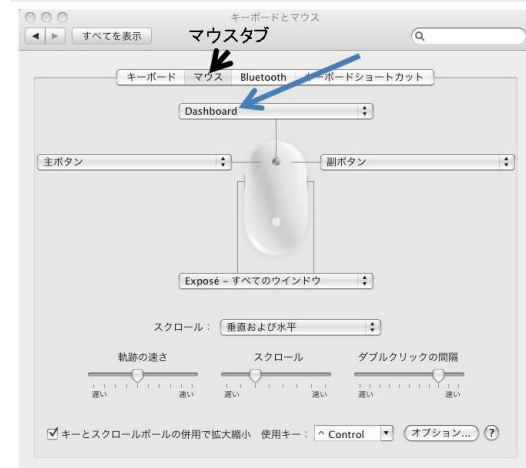 キーボードとマウス
すべてを表示
マウスタブ
キーボード マウス Bluetooth キーボードショートカット
Dashboard
主ボタン 副ボタン
Exposé – すべてのウインドウ
スクロール： 垂直および水平
軌跡の速さ スクロール ダブルクリックの間隔
遅い 速い 遅い 速い 遅い 速い
キーとスクロールボールの併用で拡大縮小 使用キー： ^ Control オプション... ?